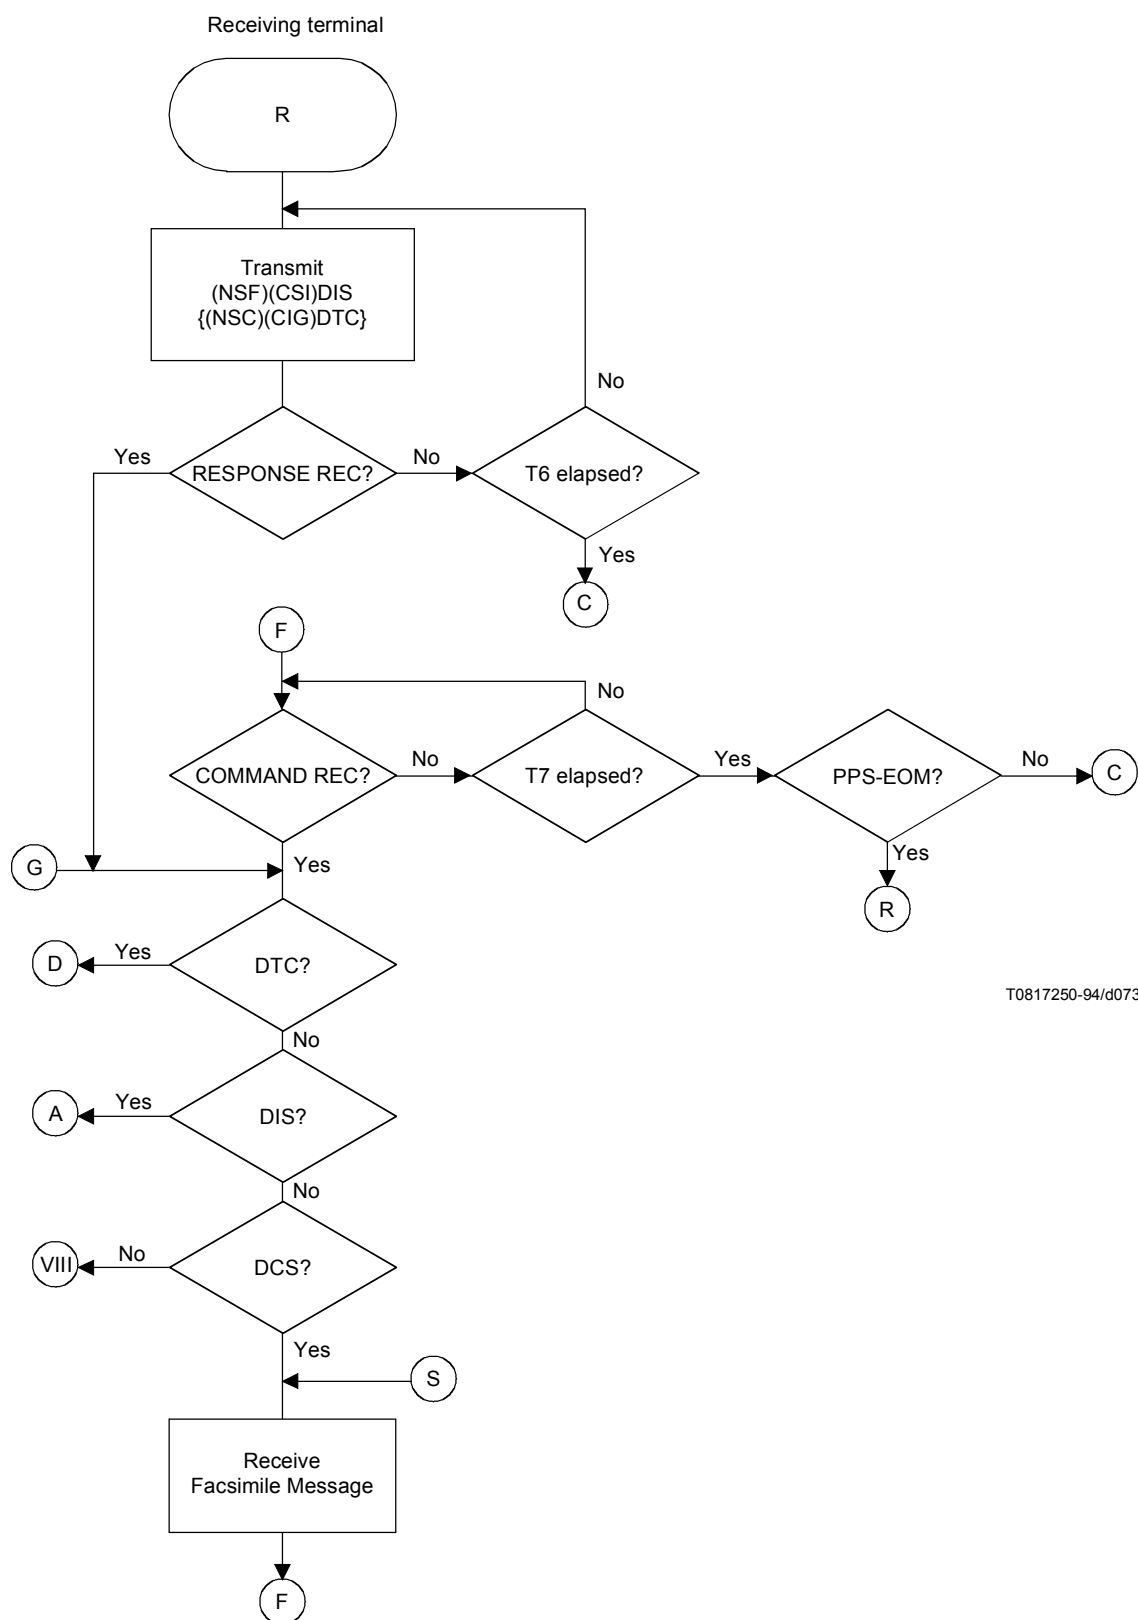 Receiving terminal
R
Transmit
(NSF)(CSI)DIS
{(NSC)(CIG)DTC}
No
Yes
RESPONSE REC?
No
T6 elapsed?
Yes
C
F
No
COMMAND REC?
No
T7 elapsed?
Yes
PPS-EOM?
No
C
G
Yes
Yes
R
D
Yes
DTC?
T0817250-94/d073
No
A
Yes
DIS?
No
VIII
No
DCS?
Yes
S
Receive
Facsimile Message
F